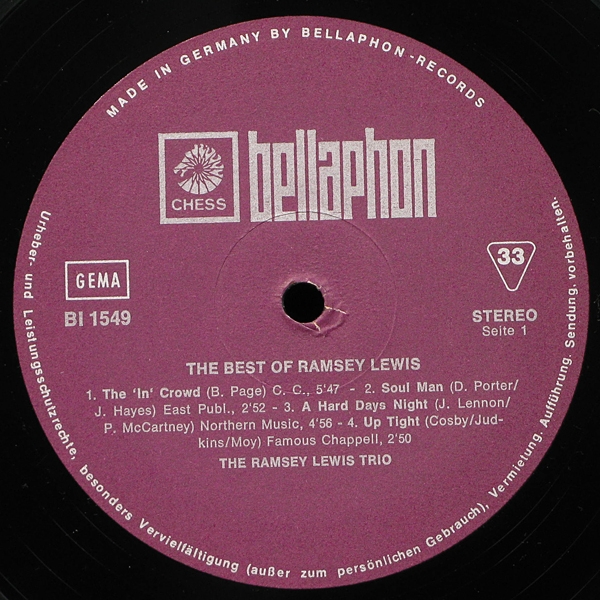 MADE IN GERMANY BY BELLAPHON-RECORDS
CHESS
bellaphon
GEMA
33
BI 1549
STEREO
Seite 1
THE BEST OF RAMSEY LEWIS
1. The 'In' Crowd (B. Page) C. C., 5'47 - 2. Soul Man (D. Porter/
J. Hayes) East Publ., 2'52 - 3. A Hard Days Night (J. Lennon/
P. McCartney) Northern Music, 4'56 - 4. Up Tight (Cosby/Jud-
kins/Moy) Famous Chappell, 2'50
THE RAMSEY LEWIS TRIO
Urheber- und Leistungsschutzrechte, besonders Vervielfältigung (außer zum persönlichen Gebrauch), Vermietung, Aufführung, Sendung, vorbehalten.